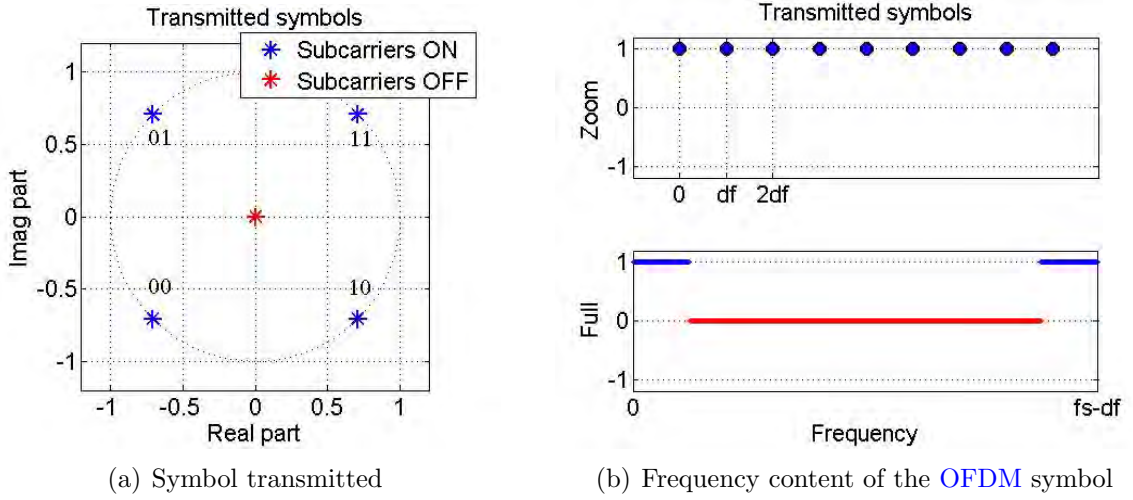 Transmitted symbols
Subcarriers ON
Subcarriers OFF
1
0.5
0
-0.5
-1
01
11
00
10
Imag part
-1
-0.5
0
0.5
1
Real part
(a) Symbol transmitted
Transmitted symbols
1
0
-1
Zoom
0
df
2df
1
0
-1
Full
0
fs-df
Frequency
(b) Frequency content of the OFDM symbol